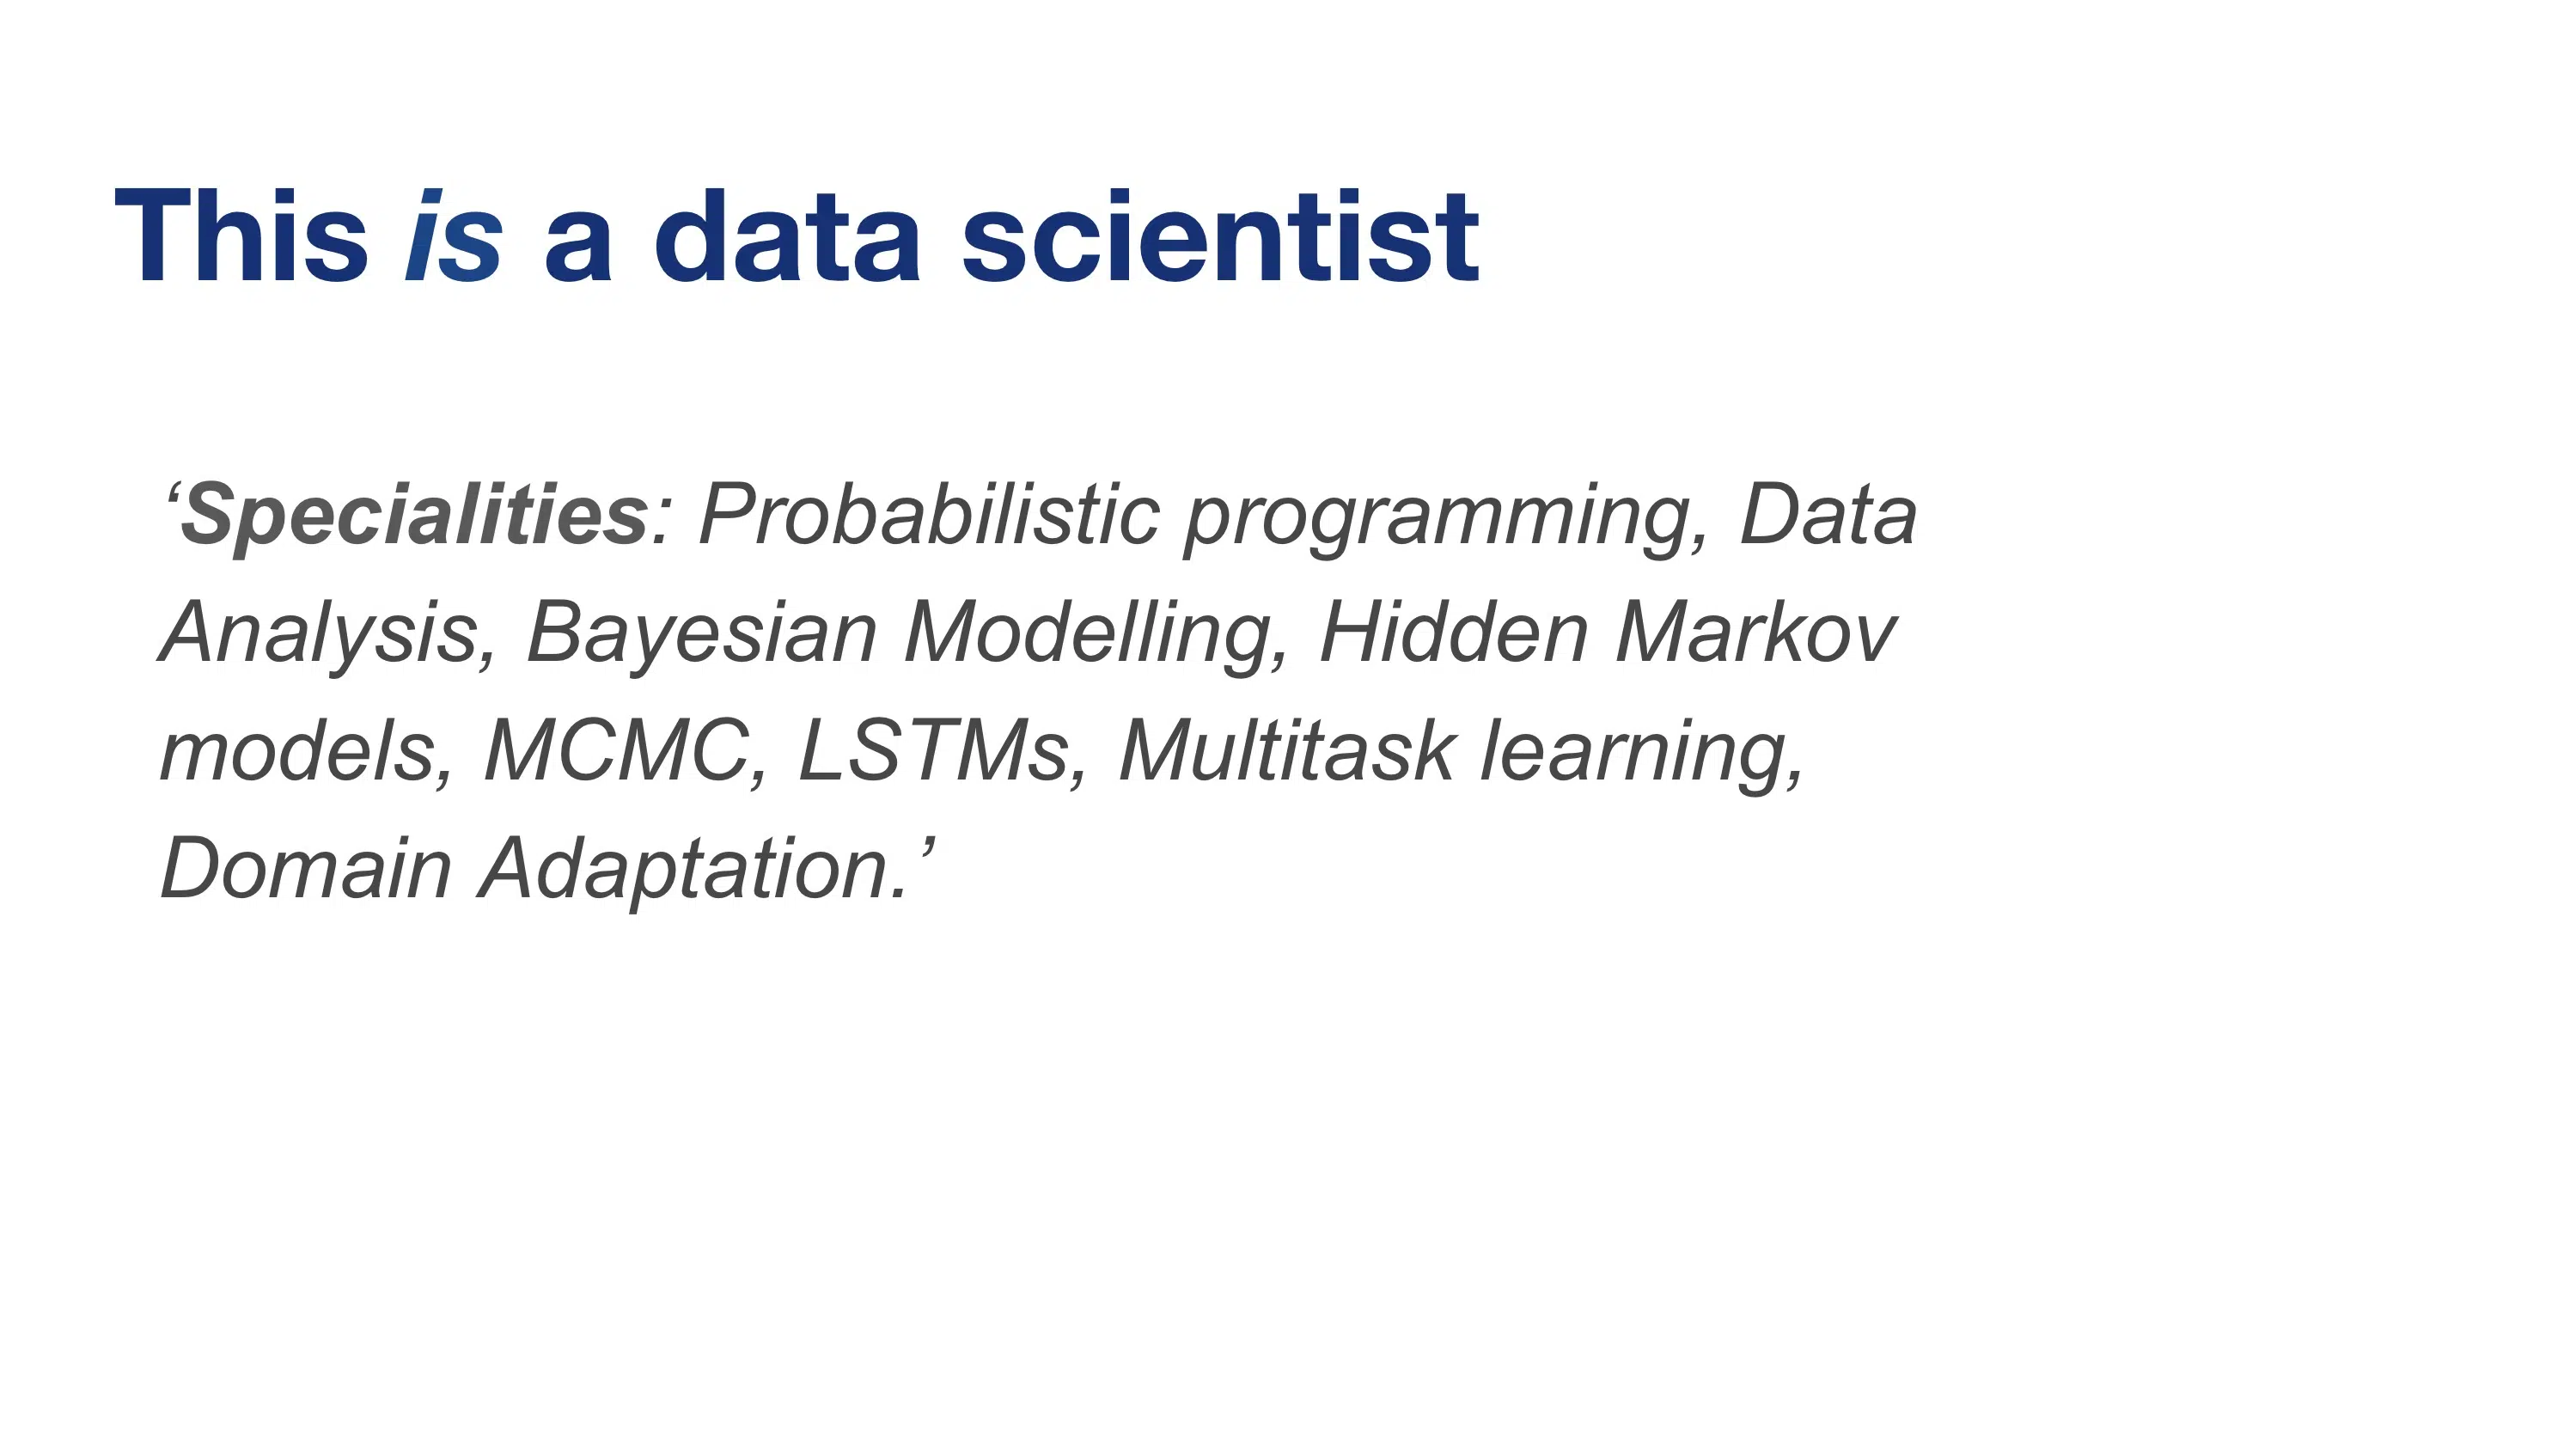 This is a data scientist
‘Specialities: Probabilistic programming, Data
Analysis, Bayesian Modelling, Hidden Markov
models, MCMC, LSTMs, Multitask learning,
Domain Adaptation.’